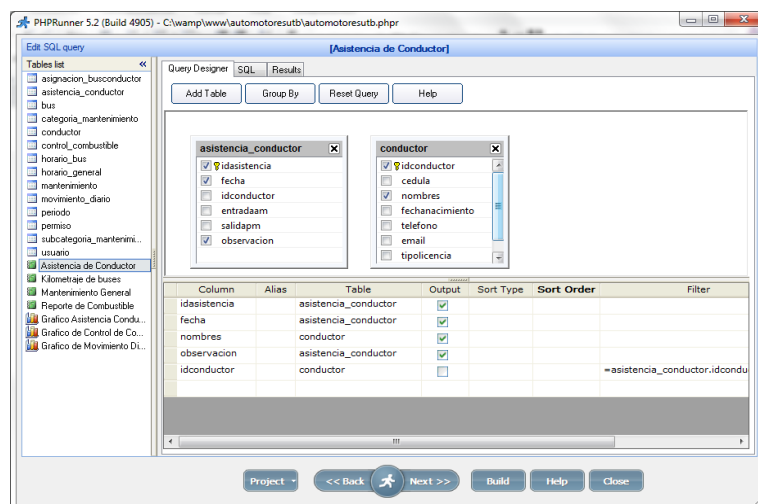 PHPRunner 5.2 (Build 4905) - C:\wamp\www\automotoresutb\automotoresutb.phpr
Edit SQL query
[Asistencia de Conductor]
Tables list «
asignacion_busconductor
asistencia_conductor
bus
categoria_mantenimiento
conductor
control_combustible
horario_bus
horario_general
mantenimiento
movimiento_diario
periodo
permiso
subcategoria_mantenimi...
usuario
Asistencia de Conductor
Kilometraje de buses
Mantenimiento General
Reporte de Combustible
Grafico Asistencia Condu...
Grafico de Control de Co...
Grafico de Movimiento Di...
Query Designer SQL Results
Add Table Group By Reset Query Help
asistencia_conductor
idasistencia
fecha
idconductor
entradaam
salidapm
observacion
conductor
idconductor
cedula
nombres
fechanacimiento
telefono
email
tipolicencia
Column Alias Table Output Sort Type Sort Order Filter
idasistencia asistencia_conductor
fecha asistencia_conductor
nombres conductor
observacion asistencia_conductor
idconductor conductor =asistencia_conductor.idcondu
Project << Back Next >> Build Help Close